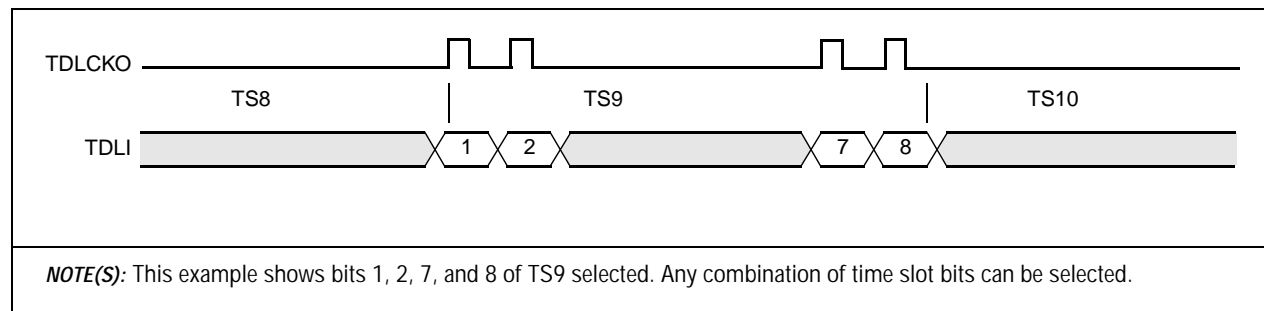 TDLCKO
TS8 TS9 TS10
TDLI 1 2 7 8
NOTE(S): This example shows bits 1, 2, 7, and 8 of TS9 selected. Any combination of time slot bits can be selected.